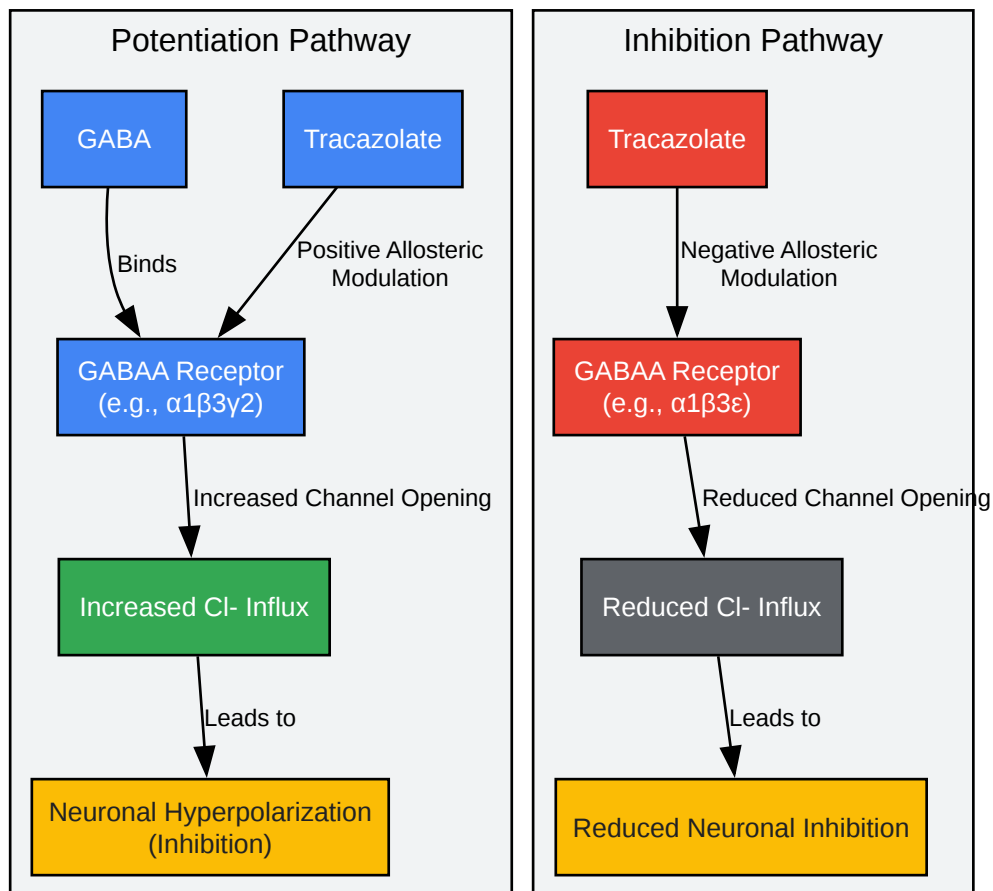 Potentiation Pathway
GABA
Tracazolate
Binds
Positive Allosteric
Modulation
GABAA Receptor
(e.g., α1β3γ2)
Increased Channel Opening
Increased Cl- Influx
Leads to
Neuronal Hyperpolarization
(Inhibition)
Inhibition Pathway
Tracazolate
Negative Allosteric
Modulation
GABAA Receptor
(e.g., α1β3ε)
Reduced Channel Opening
Reduced Cl- Influx
Leads to
Reduced Neuronal Inhibition